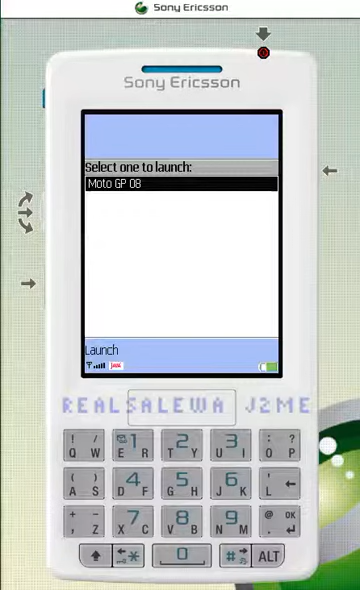 Sony Ericsson
Sony Ericsson
Select one to launch:
Moto GP 08
Launch
REALSALEWA J2ME
! / 1 2 3 : ?
Q W E R T Y U I O P
( ) 4 5 6 '
A S D F G H J K L ←
+ - 7 8 9 @ OK
, Z X C V B N M . ↵
* 0 # ALT